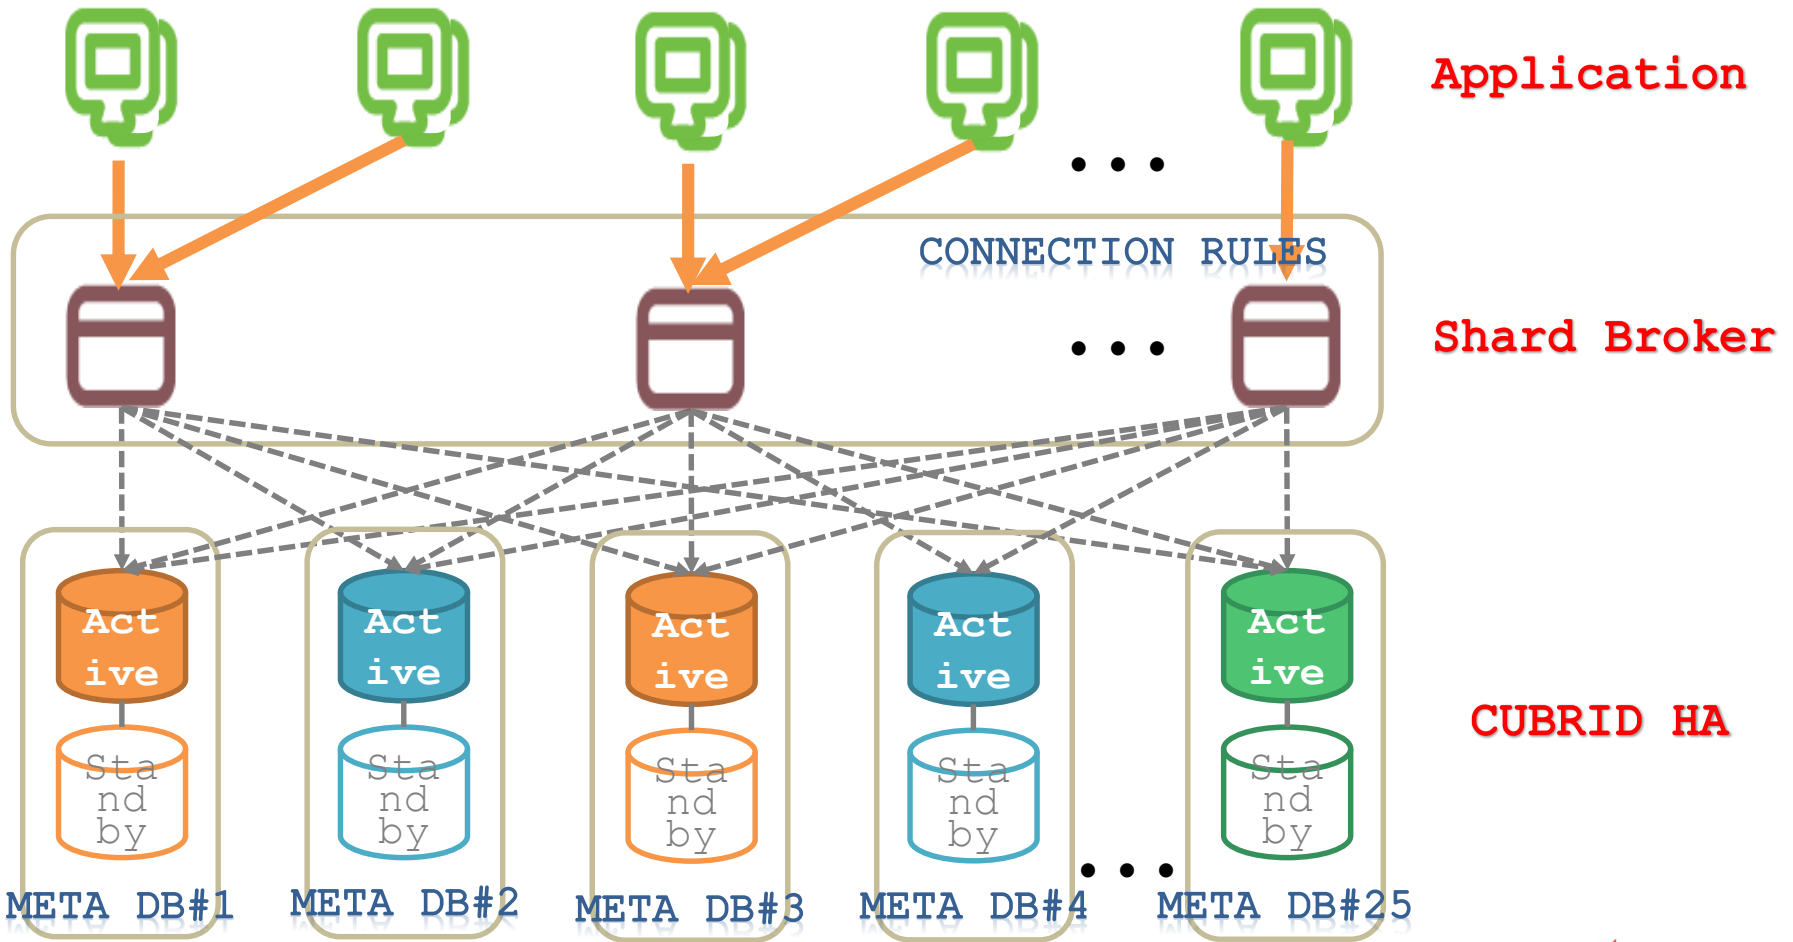 Application
CONNECTION RULES
Shard Broker
Act
ive
Act
ive
Act
ive
Act
ive
Act
ive
CUBRID HA
Sta
nd
by
Sta
nd
by
Sta
nd
by
Sta
nd
by
Sta
nd
by
META DB#1
META DB#2
META DB#3
META DB#4
META DB#25